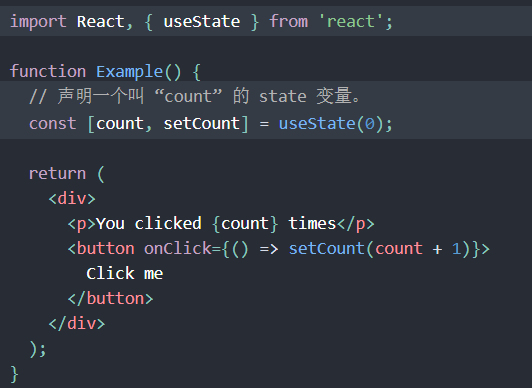 import React, { useState } from 'react';
function Example() {
// 声明一个叫 “count” 的 state 变量。
const [count, setCount] = useState(0);
return (
<div>
<p>You clicked {count} times</p>
<button onClick={() => setCount(count + 1)}>
Click me
</button>
</div>
);
}